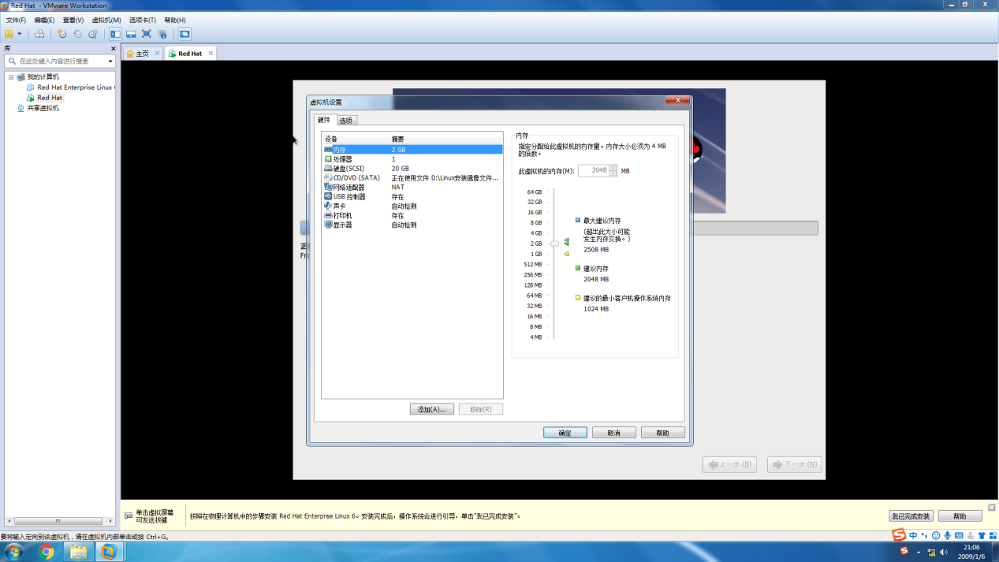 Red Hat - VMware Workstation
文件(F) 编辑(E) 查看(V) 虚拟机(M) 选项卡(T) 帮助(H)
库
在此处键入内容进行搜索
我的计算机
Red Hat Enterprise Linux
Red Hat
共享虚拟机
主页
Red Hat
虚拟机设置
硬件 选项
设备 摘要
内存 2 GB
处理器 1
硬盘(SCSI) 20 GB
CD/DVD (SATA) 正在使用文件 D:\Linux安装镜像文件...
网络适配器 NAT
USB 控制器 存在
声卡 自动检测
打印机 存在
显示器 自动检测
添加(A)... 移除(R)
内存
指定分配给此虚拟机的内存量。内存大小必须为 4 MB
的倍数。
此虚拟机的内存(M): 2048 MB
64 GB
32 GB
16 GB
8 GB
4 GB
2 GB
1 GB
512 MB
256 MB
128 MB
64 MB
32 MB
16 MB
8 MB
4 MB
最大建议内存
(超出此大小可能
发生内存交换。)
2508 MB
建议内存
2048 MB
建议的最小客户机操作系统内存
1024 MB
确定 取消 帮助
正
上一步(B) 下一步(N)
单击虚拟屏幕
可发送按键
按照在物理计算机中的步骤安装 Red Hat Enterprise Linux 6。安装完成后，操作系统会进行引导，单击“我已完成安装”。
我已完成安装 帮助
要将输入定向到该虚拟机，请在虚拟机内部单击或按 Ctrl+G。
中
21:06
2009/1/6